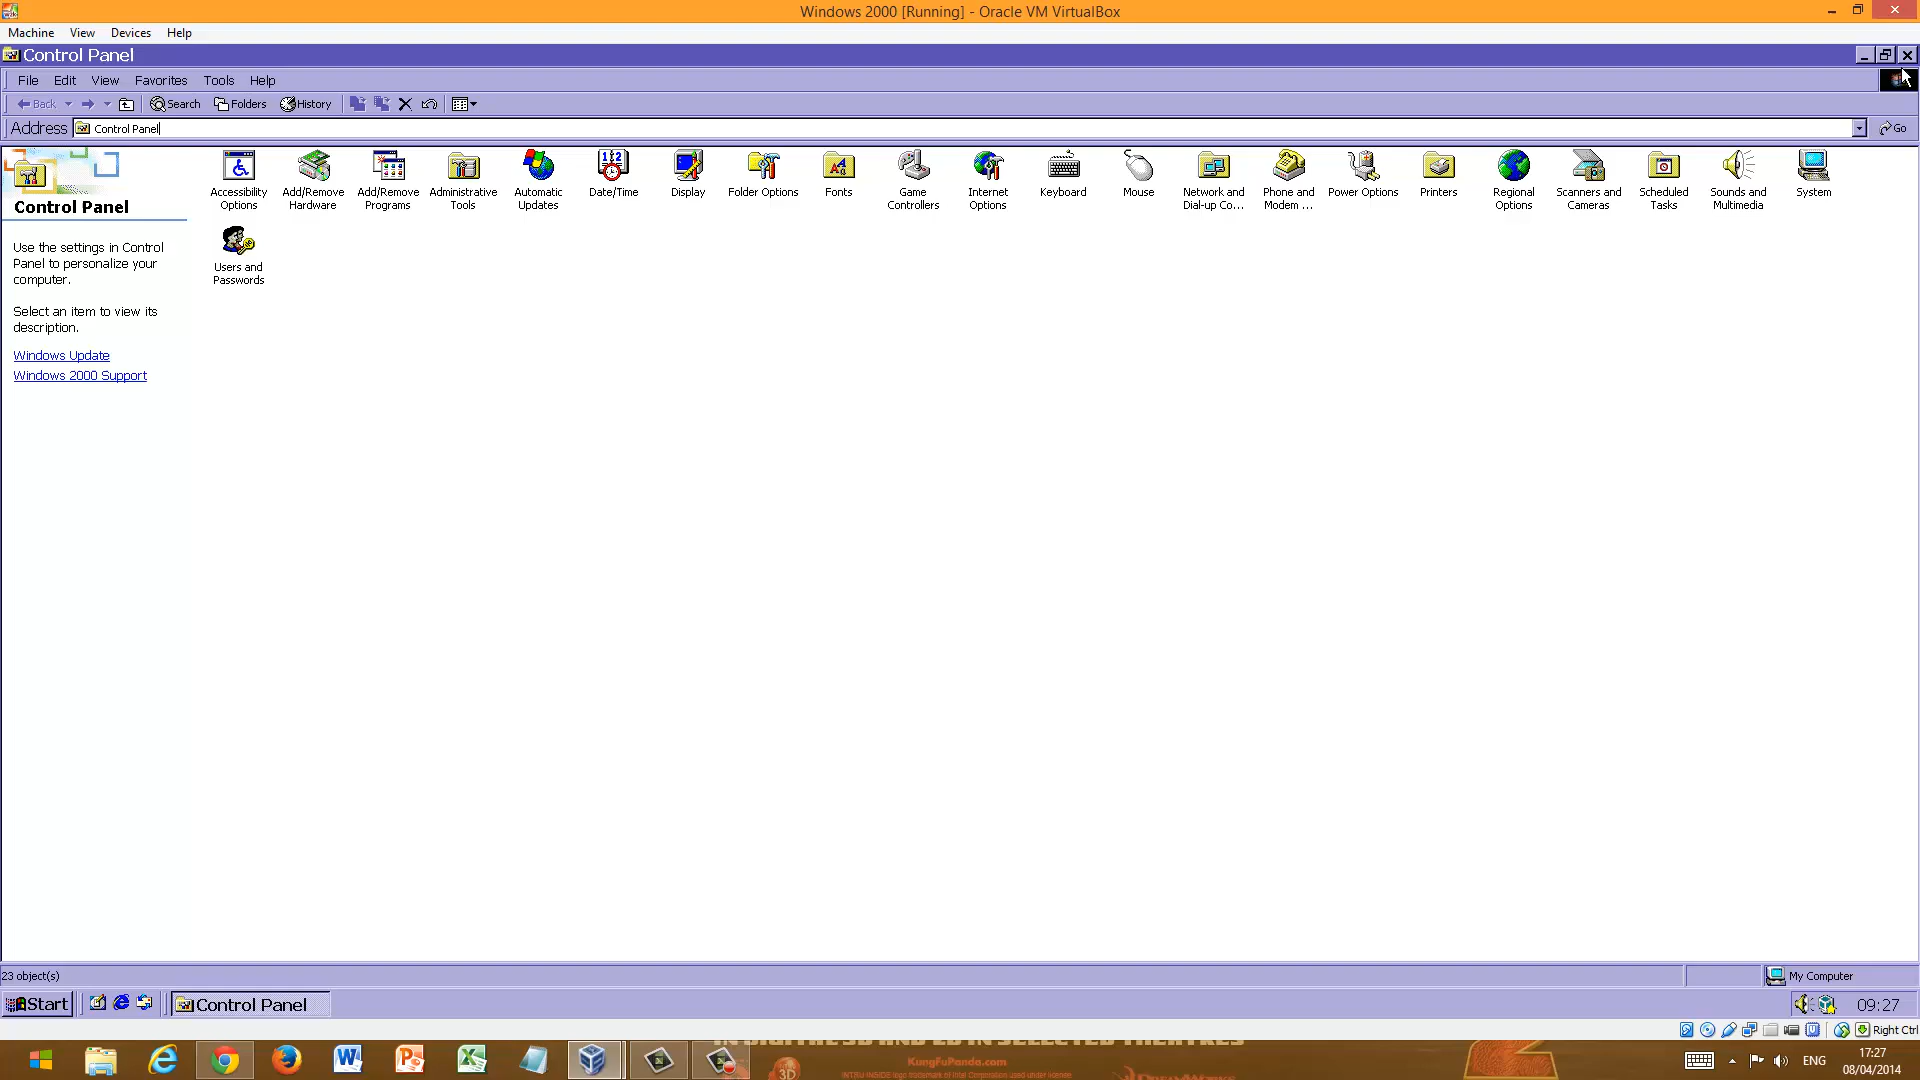 Windows 2000 [Running] - Oracle VM VirtualBox
Machine View Devices Help
Control Panel
File Edit View Favorites Tools Help
Back Search Folders History
Address Control Panel Go
Control Panel
Use the settings in Control
Panel to personalize your
computer.
Select an item to view its
description.
Windows Update
Windows 2000 Support
Accessibility
Options
Add/Remove
Hardware
Add/Remove
Programs
Administrative
Tools
Automatic
Updates
Date/Time
Display
Folder Options
Fonts
Game
Controllers
Internet
Options
Keyboard
Mouse
Network and
Dial-up Co...
Phone and
Modem ...
Power Options
Printers
Regional
Options
Scanners and
Cameras
Scheduled
Tasks
Sounds and
Multimedia
System
Users and
Passwords
23 object(s)
My Computer
Start Control Panel 09:27
Right Ctrl
KungFuPanda.com
3D
ENG
17:27
08/04/2014